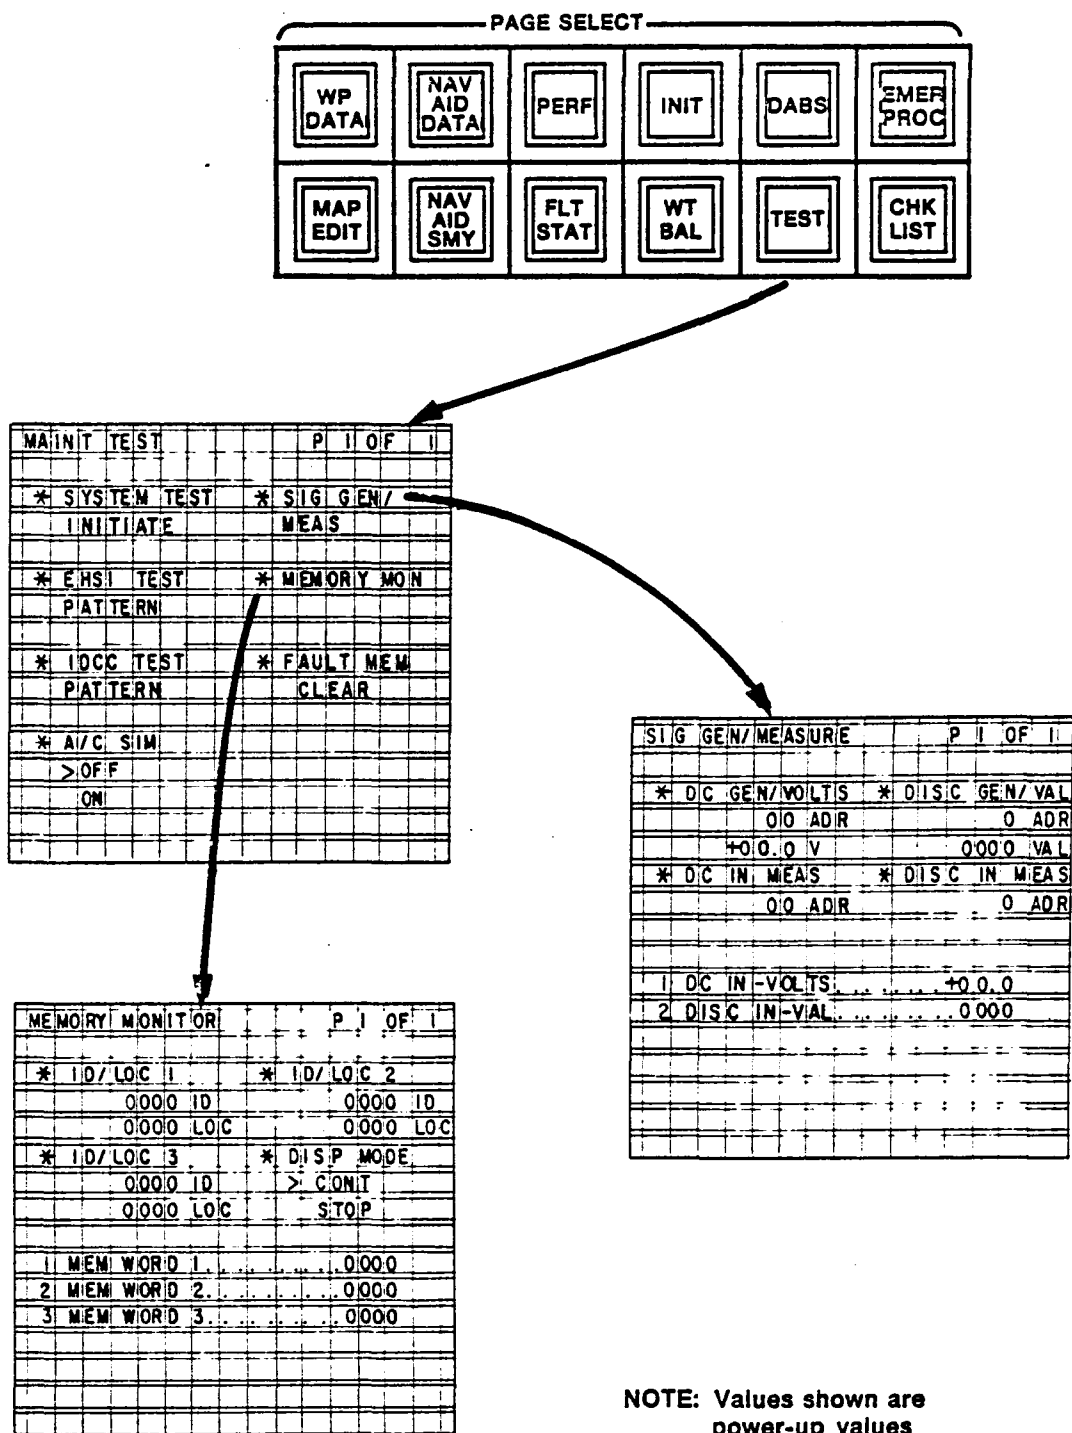 PAGE SELECT
WP DATA
NAV AID DATA
PERF
INIT
DABS
EMER PROC
MAP EDIT
NAV AID SMY
FLT STAT
WT BAL
TEST
CHK LIST
MAINT TEST P 1 OF 1
* SYSTEM TEST * SIG GEN/
INITIATE MEAS
* EHSI TEST * MEMORY MON
PATTERN
* IDCC TEST * FAULT MEM
PATTERN CLEAR
* A/C SIM
>OFF
ON
SIG GEN/MEASURE P 1 OF 1
* DC GEN/VOLTS * DISC GEN/VAL
00 ADR 0 ADR
+00.0 V 0000 VAL
* DC IN MEAS * DISC IN MEAS
00 ADR 0 ADR
1 DC IN-VOLTS........+00.0
2 DISC IN-VAL.........0000
MEMORY MONITOR P 1 OF 1
* ID/LOC 1 * ID/LOC 2
0000 ID 0000 ID
0000 LOC 0000 LOC
* ID/LOC 3 * DISP MODE
0000 ID > CONT
0000 LOC STOP
1 MEM WORD 1..........0000
2 MEM WORD 2..........0000
3 MEM WORD 3..........0000
NOTE: Values shown are
power-up values